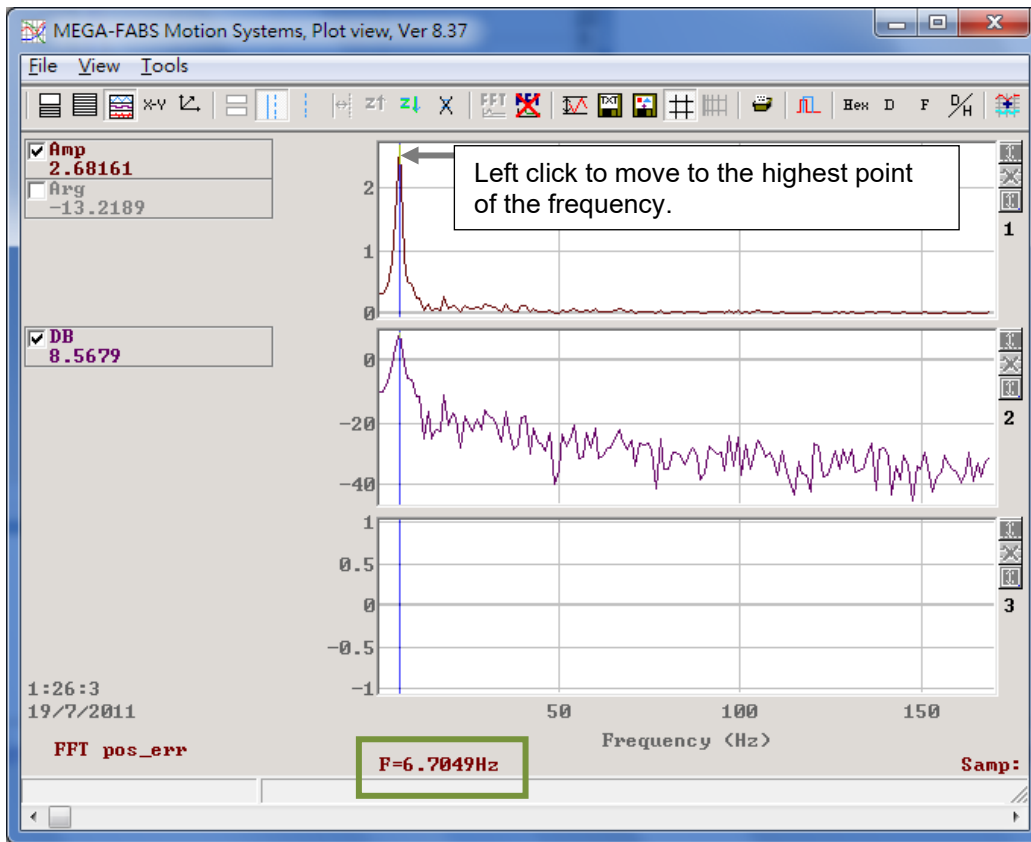 MEGA-FABS Motion Systems, Plot view, Ver 8.37
File View Tools
X-Y Z↑ Z↓ X FFT FFT TXT Hex D F D/H
Amp
2.68161
Arg
-13.2189
Left click to move to the highest point
of the frequency.
2
1
0
1
DB
8.5679
0
-20
-40
2
1
0.5
0
-0.5
-1
3
1:26:3
19/7/2011
50 100 150
Frequency (Hz)
FFT pos_err
F=6.7049Hz
Samp: